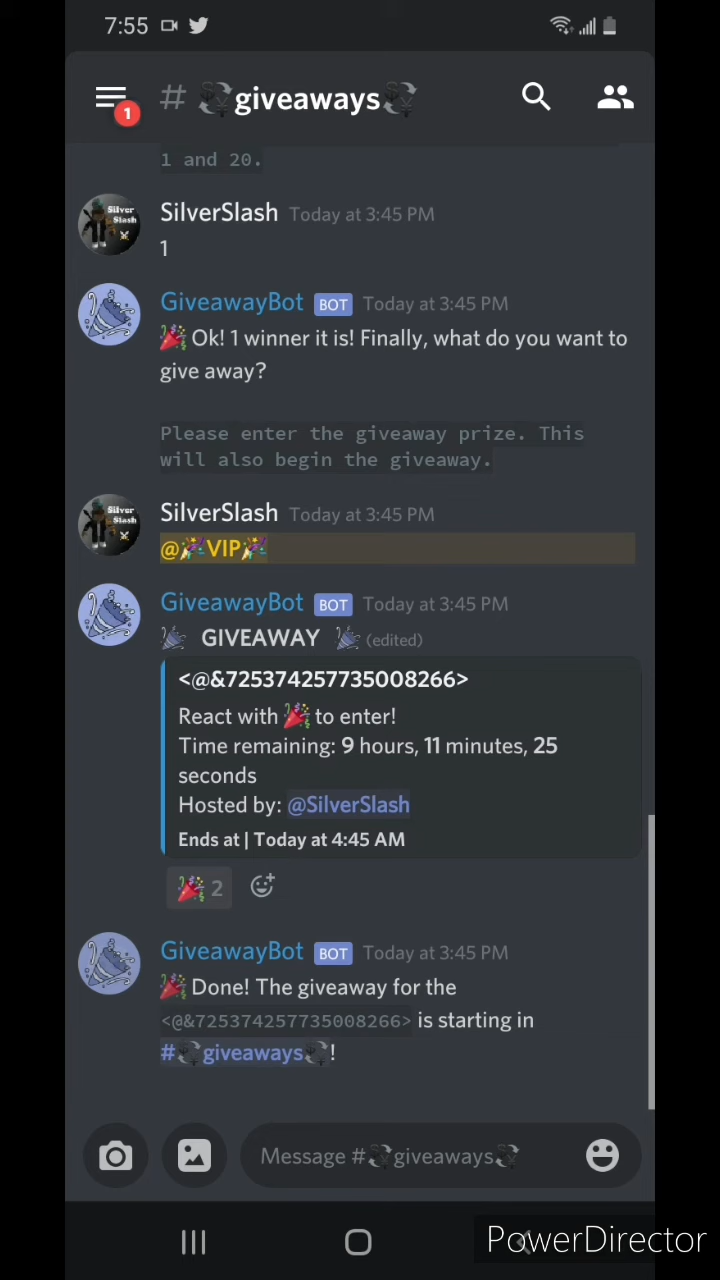 7:55
1
# giveaways
1 and 20.
Silver Slash
SilverSlash Today at 3:45 PM
1
GiveawayBot BOT Today at 3:45 PM
🎉Ok! 1 winner it is! Finally, what do you want to
give away?
Please enter the giveaway prize. This
will also begin the giveaway.
Silver Slash
SilverSlash Today at 3:45 PM
@🎉VIP🎉
GiveawayBot BOT Today at 3:45 PM
🎉 GIVEAWAY 🎉 (edited)
<@&725374257735008266>
React with 🎉 to enter!
Time remaining: 9 hours, 11 minutes, 25
seconds
Hosted by: @SilverSlash
Ends at | Today at 4:45 AM
🎉 2
GiveawayBot BOT Today at 3:45 PM
🎉Done! The giveaway for the
<@&725374257735008266> is starting in
#giveaways!
Message #giveaways
PowerDirector